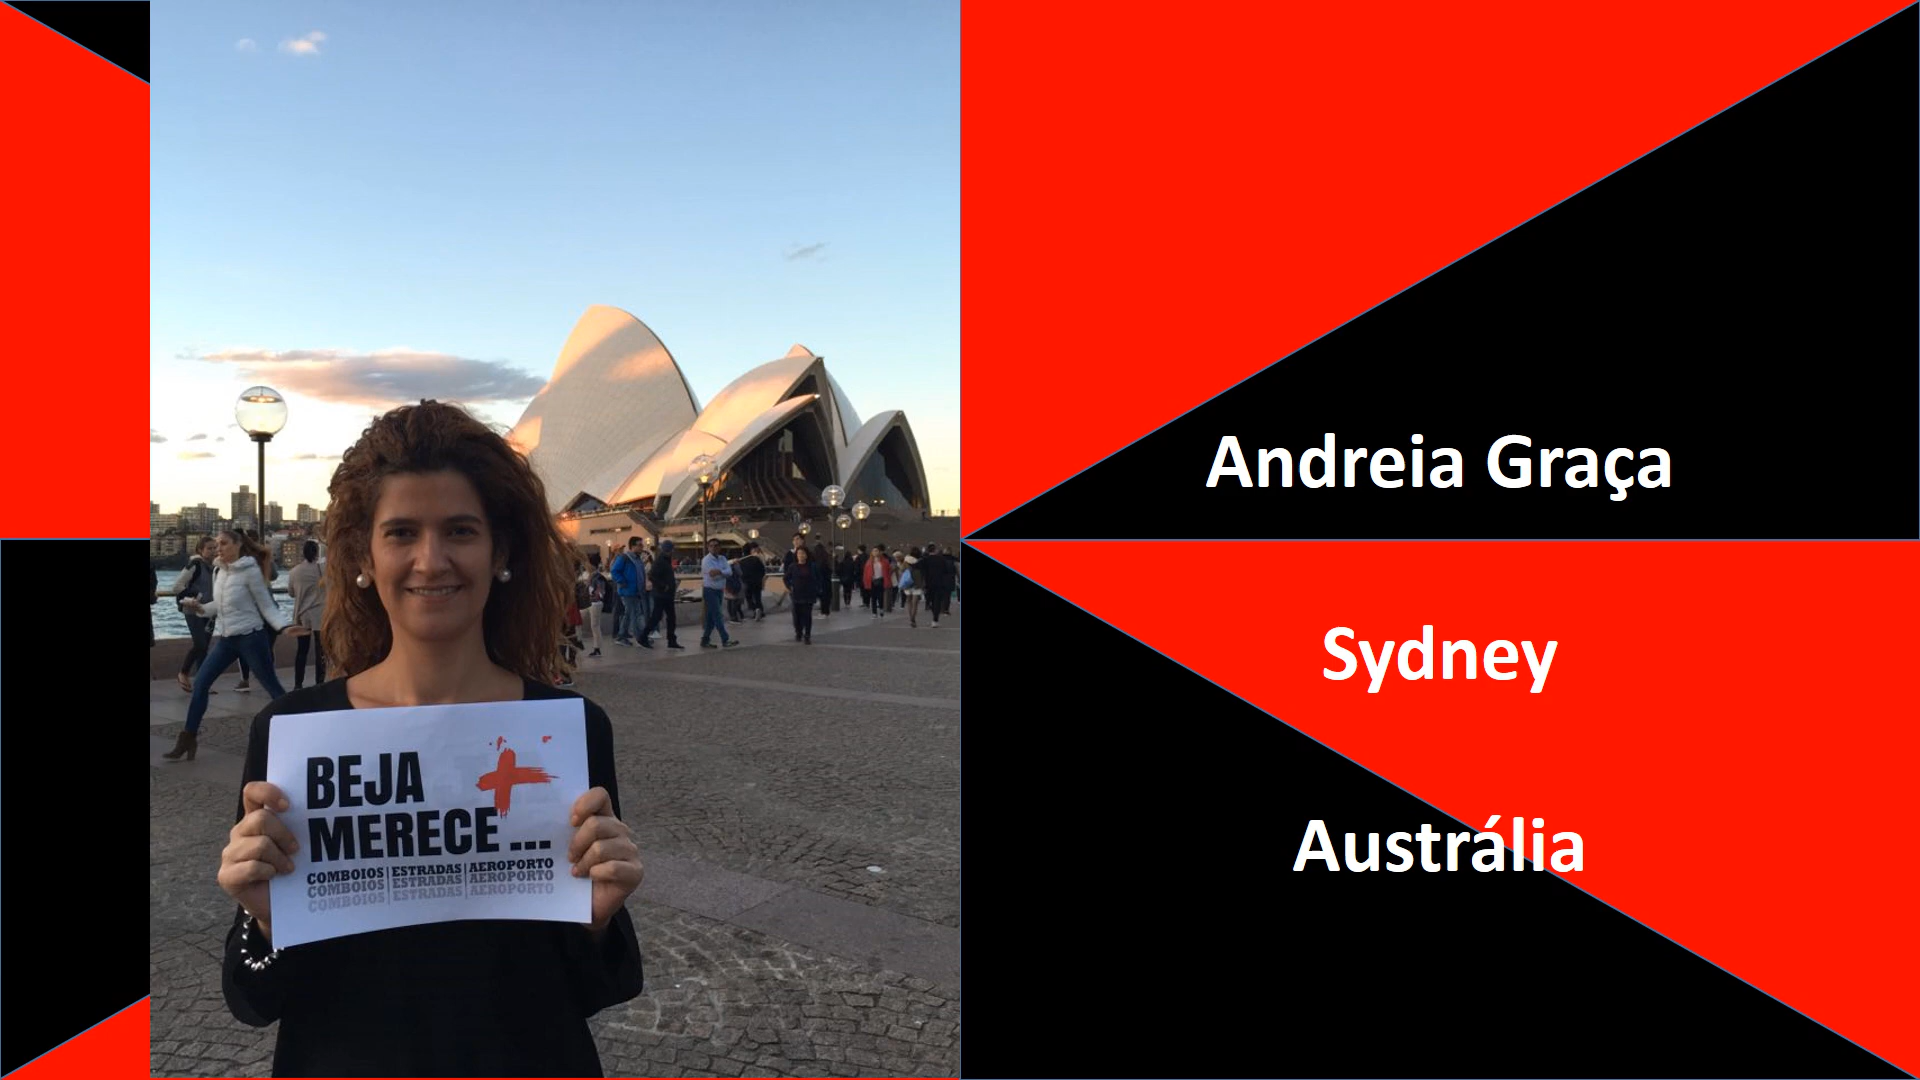 BEJA
MERECE...
COMBOIOS | ESTRADAS | AEROPORTO
COMBOIOS | ESTRADAS | AEROPORTO
COMBOIOS | ESTRADAS | AEROPORTO
Andreia Graça
Sydney
Austrália